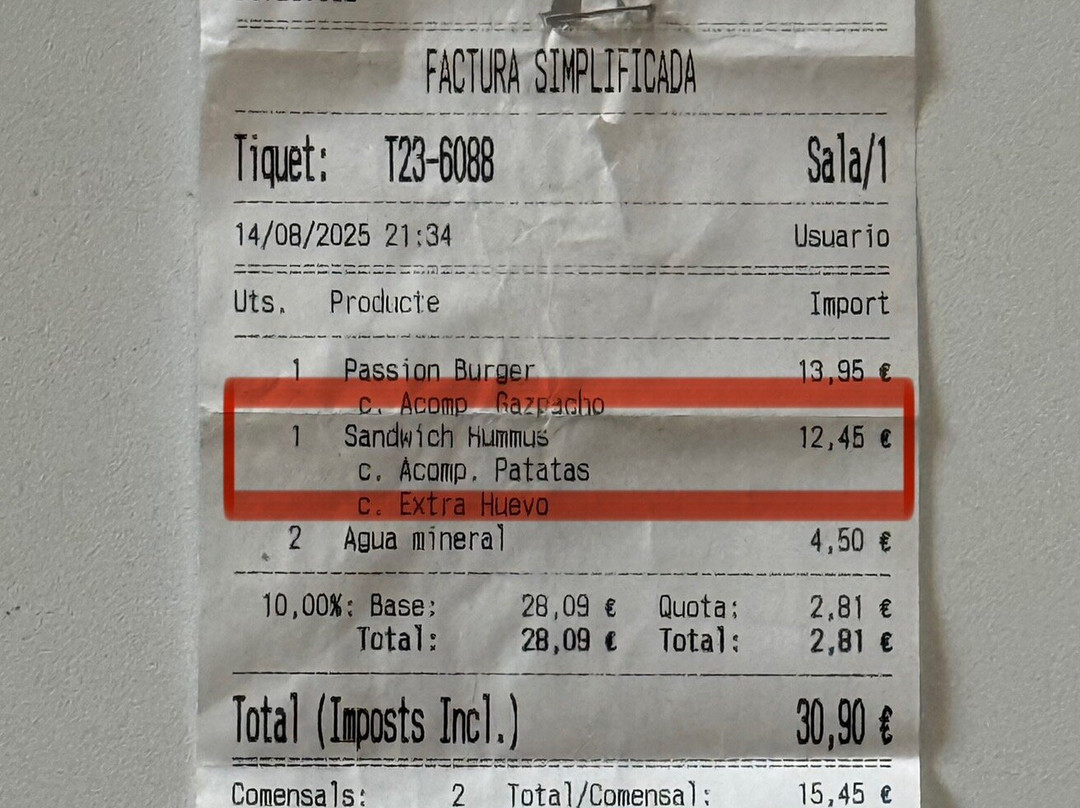 FACTURA SIMPLIFICADA
Tiquet: T23-6088 Sala/1
14/08/2025 21:34 Usuario
Uts. Producte Import
1 Passion Burger 13,95 €
c. Acomp. Gazpacho
1 Sandwich Hummus 12,45 €
c. Acomp. Patatas
c. Extra Huevo
2 Agua mineral 4,50 €
10,00%: Base: 28,09 € Quota: 2,81 €
Total: 28,09 € Total: 2,81 €
Total (Imposts Incl.) 30,90 €
Comensals: 2 Total/Comensal: 15,45 €